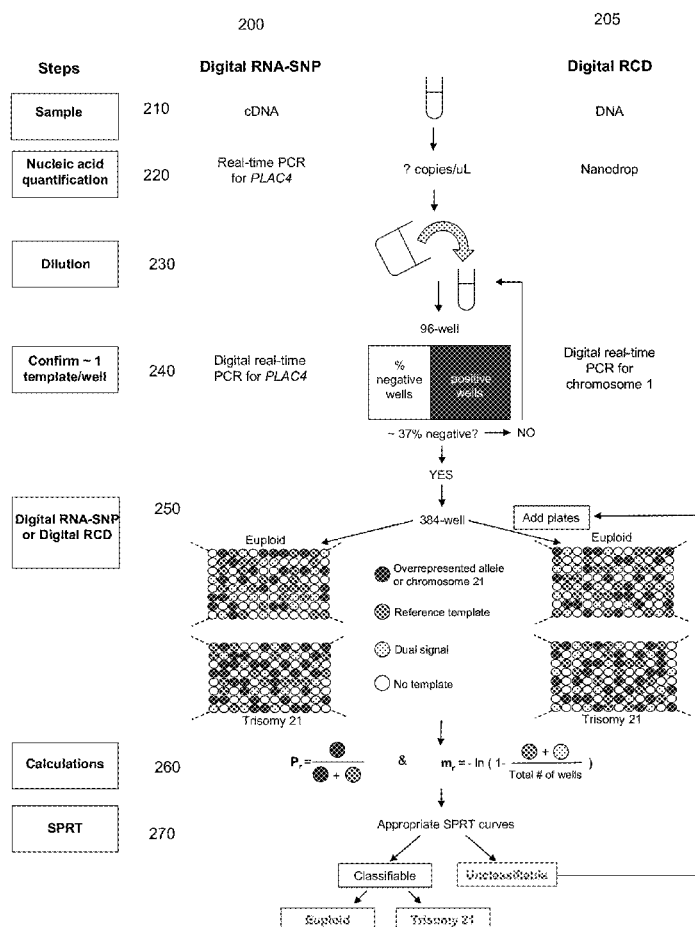 200
205
Steps
Digital RNA-SNP
Digital RCD
Sample
210
cDNA
DNA
Nucleic acid
quantification
220
Real-time PCR
for PLAC4
? copies/uL
Nanodrop
Dilution
230
96-well
Confirm ~ 1
template/well
240
Digital real-time
PCR for PLAC4
%
negative
wells
positive
wells
Digital real-time
PCR for
chromosome 1
~ 37% negative?
NO
YES
Digital RNA-SNP
or Digital RCD
250
384-well
Add plates
Euploid
Euploid
Overrepresented allele
or chromosome 21
Reference template
Dual signal
No template
Trisomy 21
Trisomy 21
Calculations
260
Pr =
+
&
mr = - ln ( 1-
+
Total # of wells
)
SPRT
270
Appropriate SPRT curves
Classifiable
Unclassifiable
Euploid
Trisomy 21